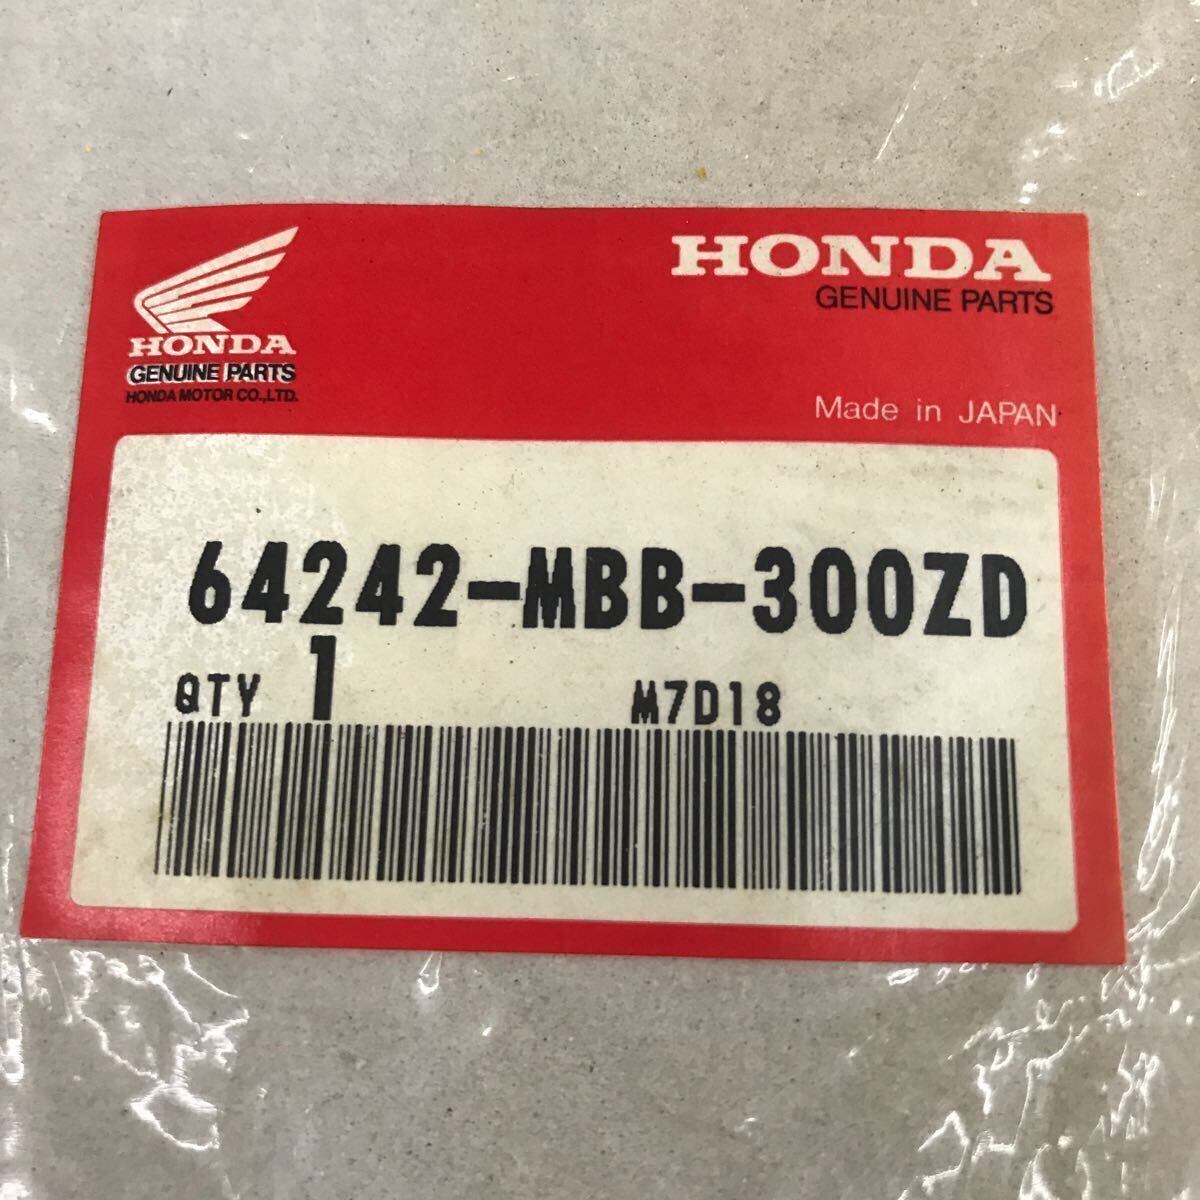 HONDA
GENUINE PARTS
HONDA MOTOR CO.,LTD.
HONDA
GENUINE PARTS
Made in JAPAN
64242-MBB-300ZD
QTY 1 M7D18